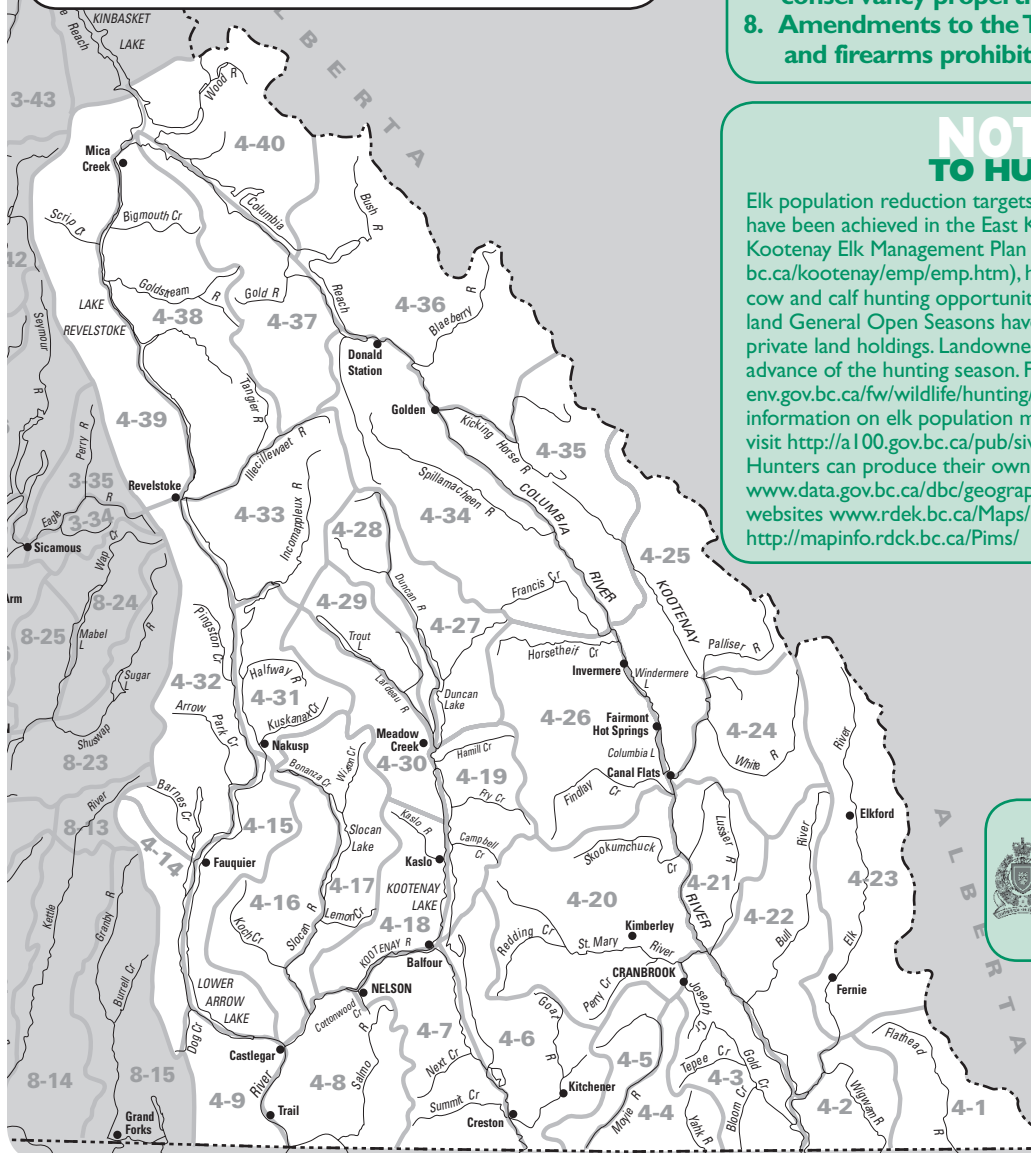 KINBASKET
LAKE
Reach
ALBERTA
conservancy propert
8. Amendments to the
and firearms prohibit
3-43
Wood R
4-40
Mica
Creek
NOT
TO HU
Elk population reduction targets
have been achieved in the East
Kootenay Elk Management Plan
bc.ca/kootenay/emp/emp.htm),
cow and calf hunting opportunit
land General Open Seasons hav
private land holdings. Landowne
advance of the hunting season. F
env.gov.bc.ca/fw/wildlife/hunting/
information on elk population m
visit http://a100.gov.bc.ca/pub/siv
Hunters can produce their own
www.data.gov.bc.ca/dbc/geograp
websites www.rdek.bc.ca/Maps/
http://mapinfo.rdck.bc.ca/Pims/
Scrip Cr
Bigmouth Cr
Columbia
Bush R
42
Goldstream R
Gold R
Reach
LAKE
REVELSTOKE
4-38
4-37
4-36
Blaeberry R
Seymour R
Donald
Station
Tangier R
4-39
Golden
Kicking Horse R
4-35
Perry R
Illecillewaet R
3-35
Revelstoke
Spillamacheen R
COLUMBIA
RIVER
Eagle R
3-34
4-33
Incomappleux R
4-28
4-34
Sicamous
Wap Cr
4-25
KOOTENAY
Arm
8-24
4-29
Duncan R
Francis Cr
8-25
Mabel
L
Pingston Cr
Trout
L
4-27
Palliser R
Horsetheif Cr
Sugar
L
4-32
Halfway R
4-31
Lardeau R
Duncan
Lake
Invermere
Windermere
L
Arrow Park Cr
Kuskanax Cr
4-26
Fairmont
Hot Springs
4-24
Shuswap
River
Nakusp
Meadow
Creek
4-30
Hamill Cr
White R
River
8-23
Bonanza Cr
Wilson Cr
4-19
Columbia L
Canal Flats
Barnes Cr
Fry Cr
Findlay Cr
Elkford
8-13
4-14
4-15
Slocan
Lake
Kaslo R
Campbell
Cr
Lussier R
River
ALBERTA
Fauquier
Kaslo
Skookumchuck
Cr
4-21
4-23
4-16
4-17
KOOTENAY
LAKE
4-20
RIVER
4-22
Kettle
Granby R
Koch Cr
Slocan R
Lemon Cr
4-18
Redding Cr
Kimberley
St. Mary River
Bull
Elk
KOOTENAY R
Balfour
CRANBROOK
Burrell Cr
LOWER
ARROW
LAKE
NELSON
Goat R
Perry Cr
Joseph Cr
Fernie
Cottonwood
Cr
Dog Cr
4-7
4-6
Flathead
Castlegar
Next Cr
4-5
Tepee Cr
Gold Cr
8-14
8-15
4-9
River
4-8
Salmo R
Kitchener
4-3
Summit Cr
Moyie R
4-4
Bloom Cr
Wigwam R
4-2
4-1
Trail
Creston
Yahk R
R
Grand
Forks